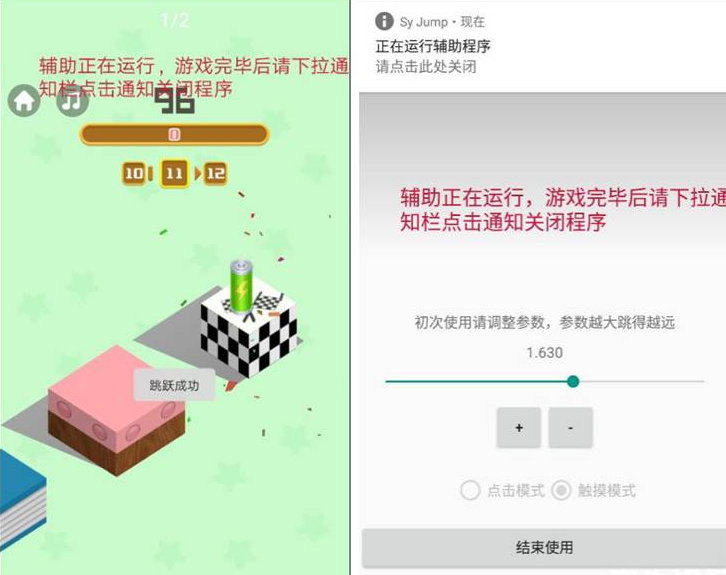 1/2
辅助正在运行，游戏完毕后请下拉通
知栏点击通知关闭程序
96
0
10 11 12
跳跃成功
Sy Jump・现在
正在运行辅助程序
请点击此处关闭
辅助正在运行，游戏完毕后请下拉通
知栏点击通知关闭程序
初次使用请调整参数，参数越大跳得越远
1.630
+ -
点击模式 触摸模式
结束使用